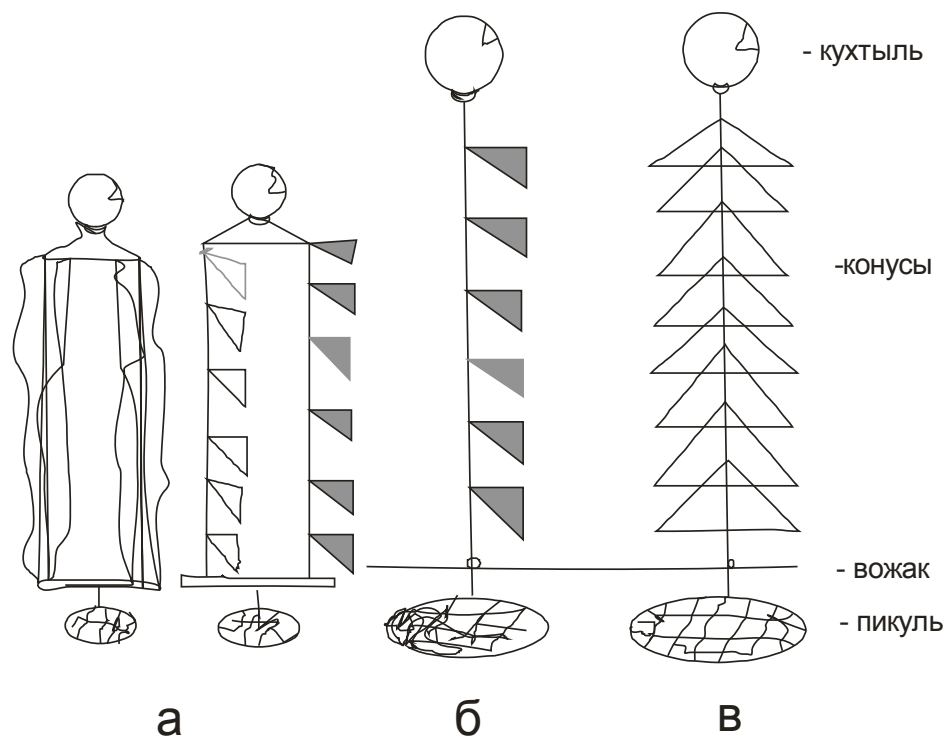 - кухтыль
-конусы
- вожак
- пикуль
а б в